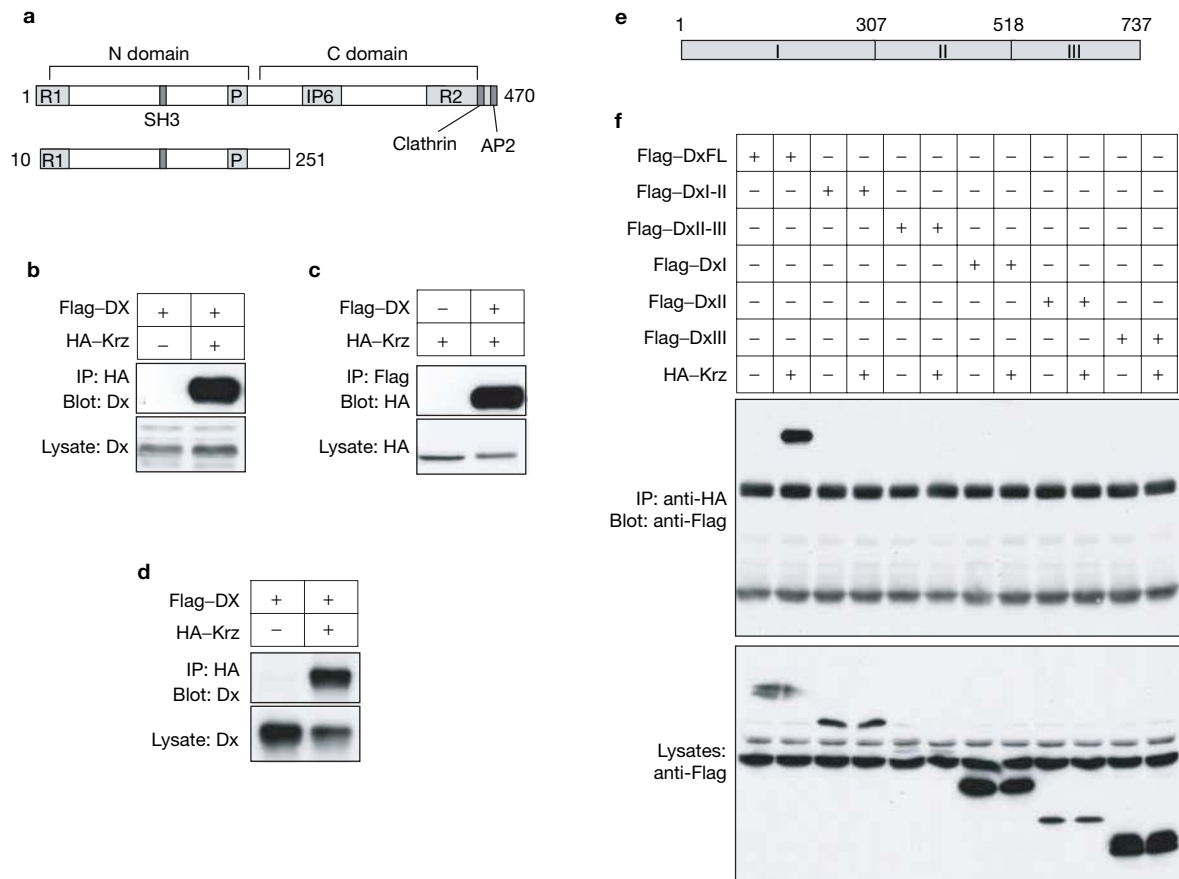 a
N domain C domain
1 R1 P IP6 R2 470
SH3
Clathrin AP2
10 R1 P 251
b
Flag–DX + +
HA–Krz – +
IP: HA
Blot: Dx
Lysate: Dx
c
Flag–DX – +
HA–Krz + +
IP: Flag
Blot: HA
Lysate: HA
d
Flag–DX + +
HA–Krz – +
IP: HA
Blot: Dx
Lysate: Dx
e
1 307 518 737
I II III
f
Flag–DxFL + + – – – – – – – – – –
Flag–DxI-II – – + + – – – – – – – –
Flag–DxII-III – – – – + + – – – – – –
Flag–DxI – – – – – – + + – – – –
Flag–DxII – – – – – – – – + + – –
Flag–DxIII – – – – – – – – – – + +
HA–Krz – + – + – + – + – + – +
IP: anti-HA
Blot: anti-Flag
Lysates:
anti-Flag